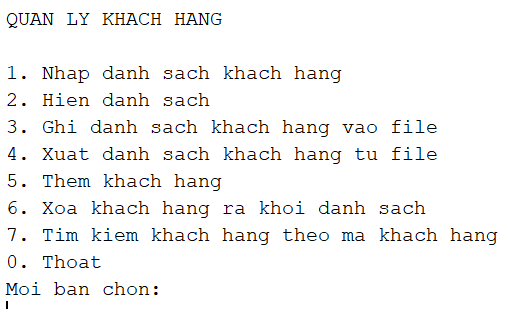 QUAN LY KHACH HANG
1. Nhap danh sach khach hang
2. Hien danh sach
3. Ghi danh sach khach hang vao file
4. Xuat danh sach khach hang tu file
5. Them khach hang
6. Xoa khach hang ra khoi danh sach
7. Tim kiem khach hang theo ma khach hang
0. Thoat
Moi ban chon: